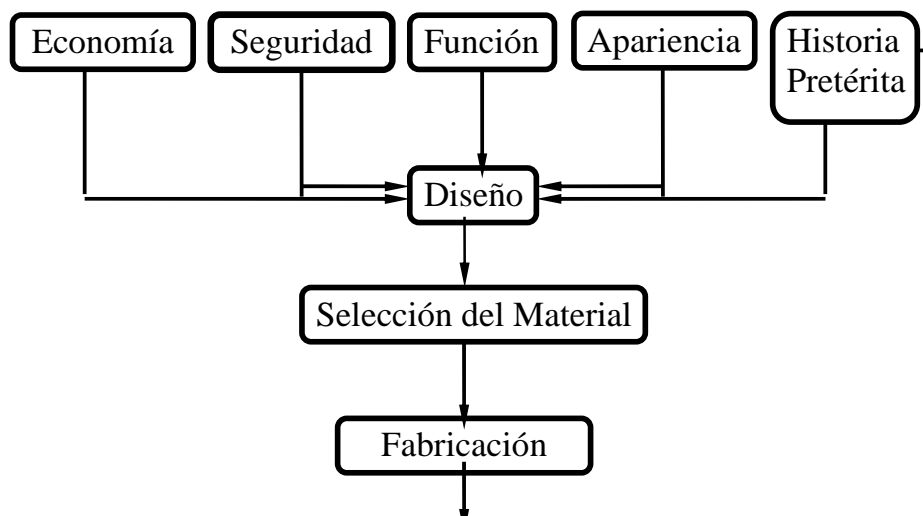 Economía
Seguridad
Función
Apariencia
Historia
Pretérita
Diseño
Selección del Material
Fabricación